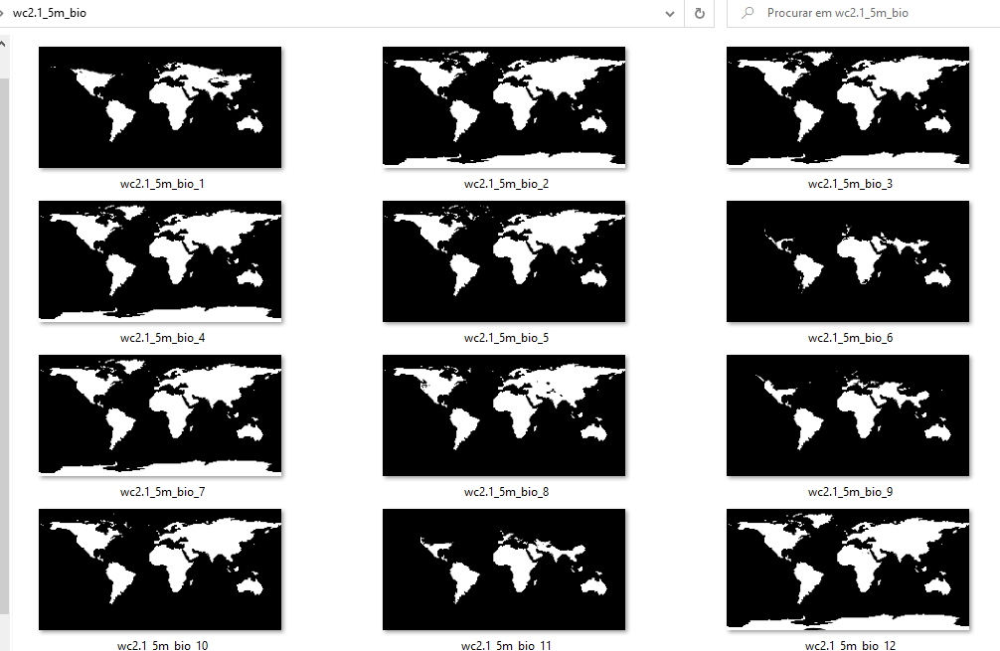 wc2.1_5m_bio
Procurar em wc2.1_5m_bio
wc2.1_5m_bio_1
wc2.1_5m_bio_2
wc2.1_5m_bio_3
wc2.1_5m_bio_4
wc2.1_5m_bio_5
wc2.1_5m_bio_6
wc2.1_5m_bio_7
wc2.1_5m_bio_8
wc2.1_5m_bio_9
wc2.1_5m_bio_10
wc2.1_5m_bio_11
wc2.1_5m_bio_12